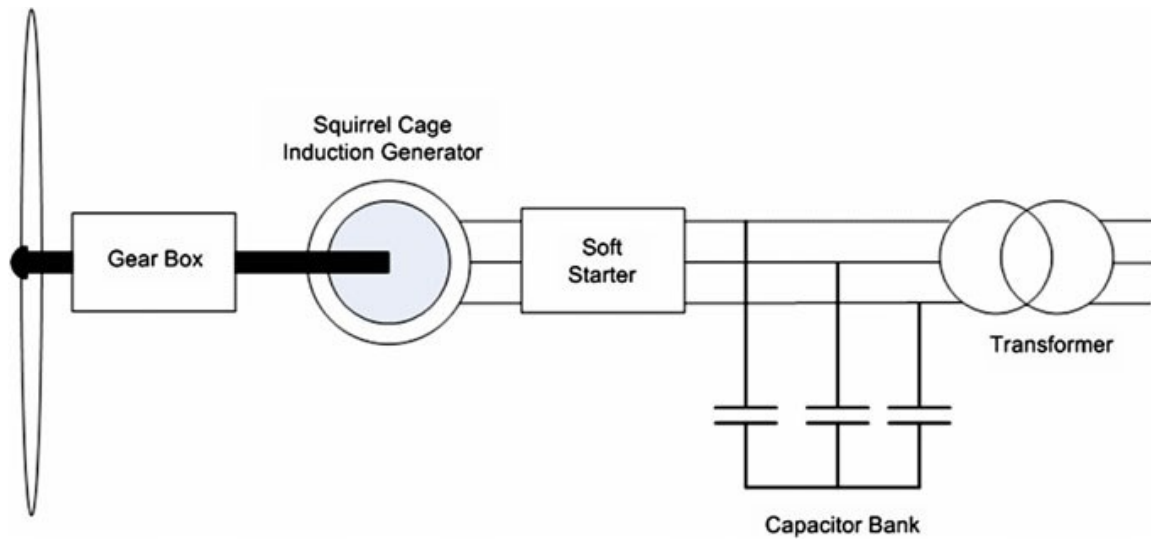 Squirrel Cage
Induction Generator
Gear Box
Soft
Starter
Transformer
Capacitor Bank